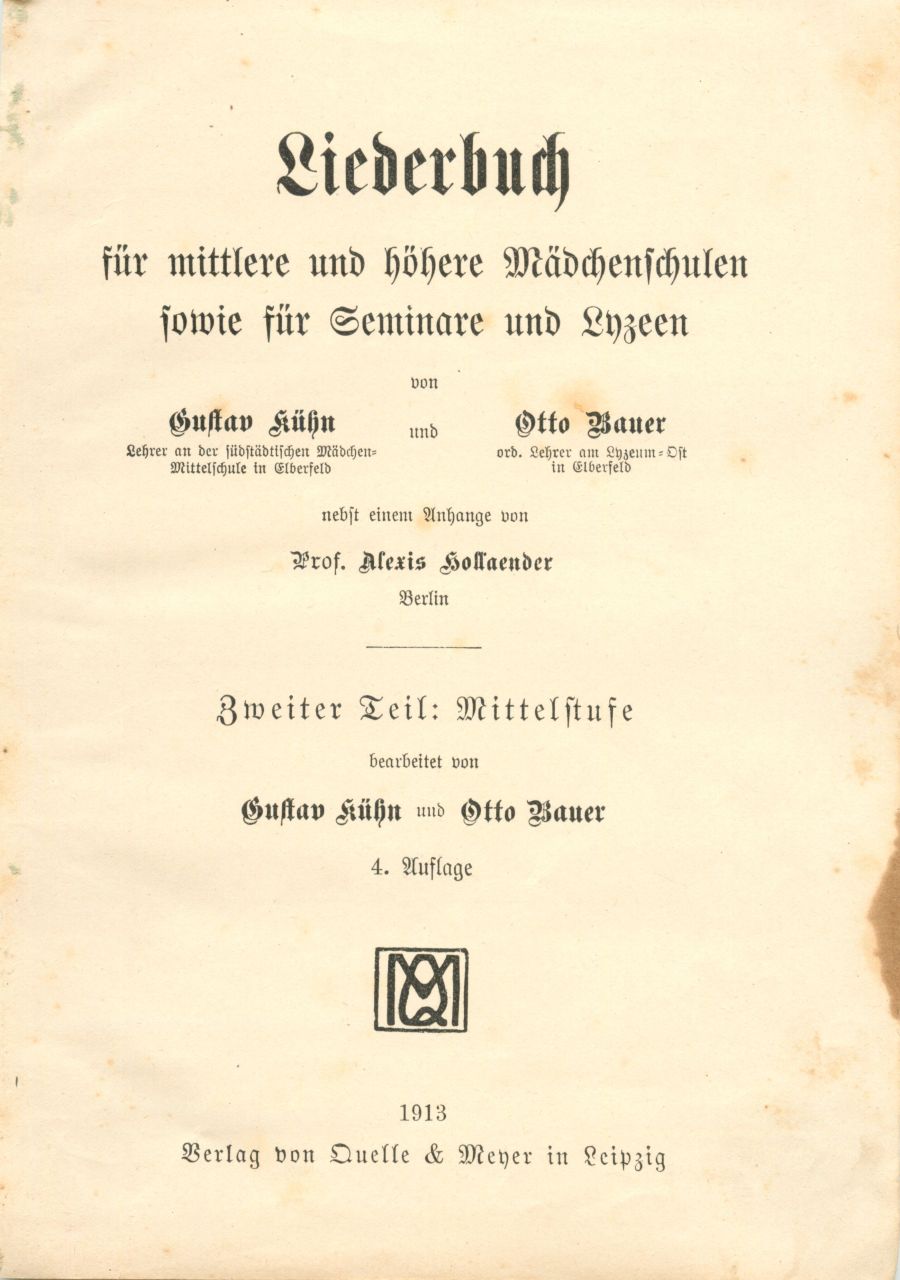 Liederbuch
für mittlere und höhere Mädchenschulen
sowie für Seminare und Lyzeen
von
Gustav Kühn und Otto Bauer
Lehrer an der südstädtischen Mädchen-
Mittelschule in Elberfeld
ord. Lehrer am Lyzeum-Ost
in Elberfeld
nebst einem Anhange von
Prof. Alexis Hollaender
Berlin
Zweiter Teil: Mittelstufe
bearbeitet von
Gustav Kühn und Otto Bauer
4. Auflage
QM
1913
Verlag von Quelle & Meyer in Leipzig